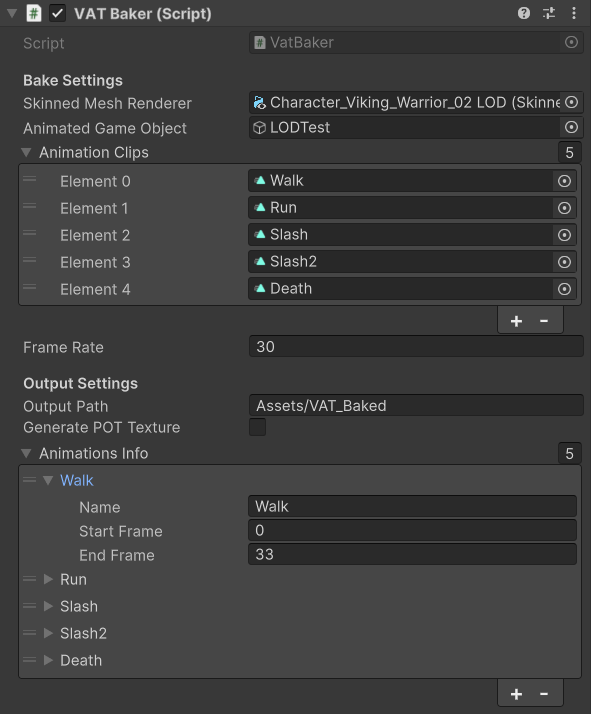 VAT Baker (Script)
Script VatBaker
Bake Settings
Skinned Mesh Renderer Character_Viking_Warrior_02 LOD (Skinne
Animated Game Object LODTest
Animation Clips 5
Element 0 Walk
Element 1 Run
Element 2 Slash
Element 3 Slash2
Element 4 Death
+ -
Frame Rate 30
Output Settings
Output Path Assets/VAT_Baked
Generate POT Texture
Animations Info 5
Walk
Name Walk
Start Frame 0
End Frame 33
Run
Slash
Slash2
Death
+ -